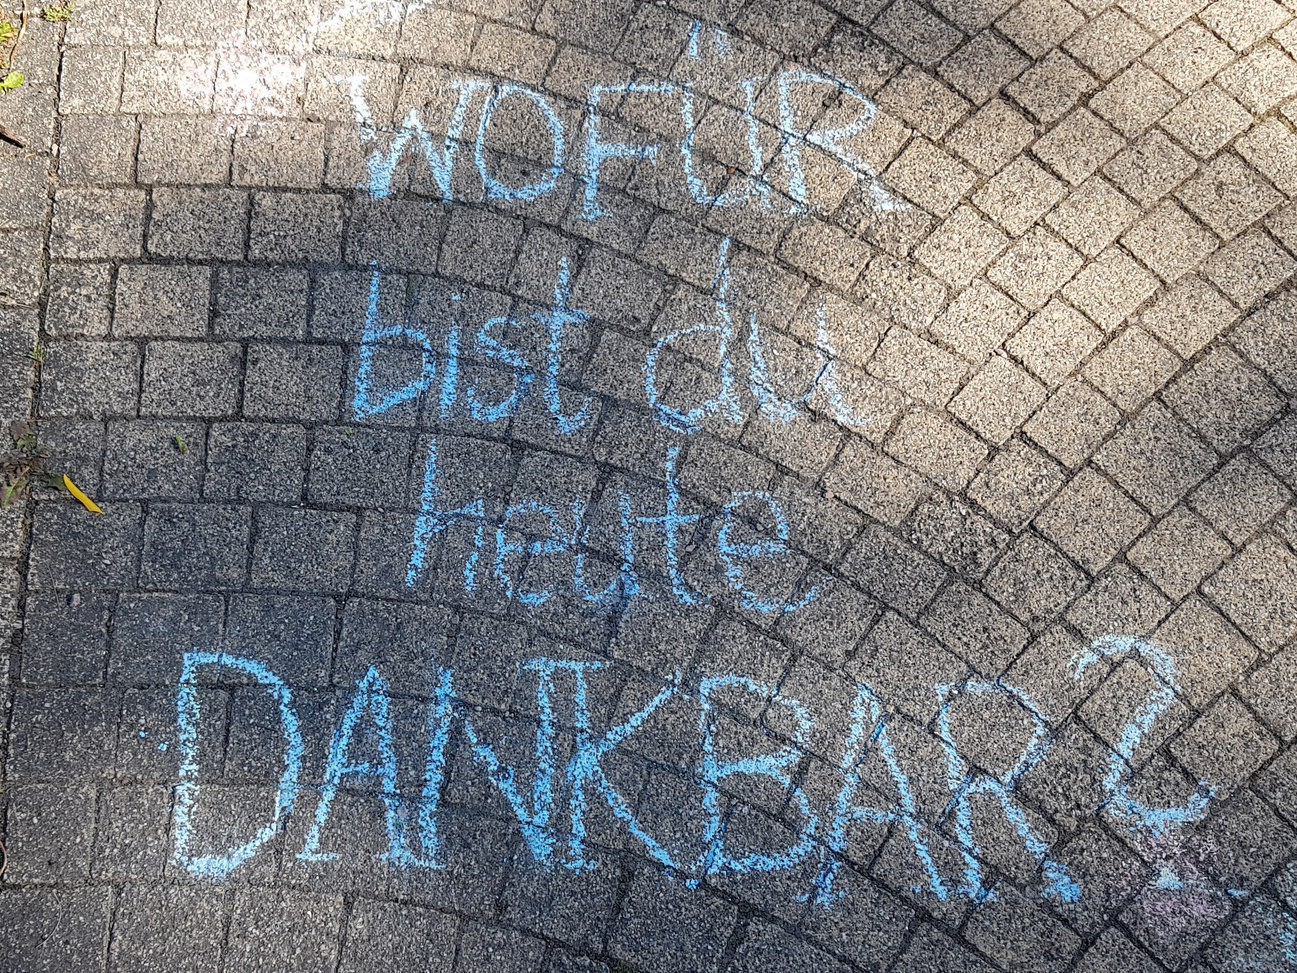 WOFÜR
bist du
heute
DANKBAR?